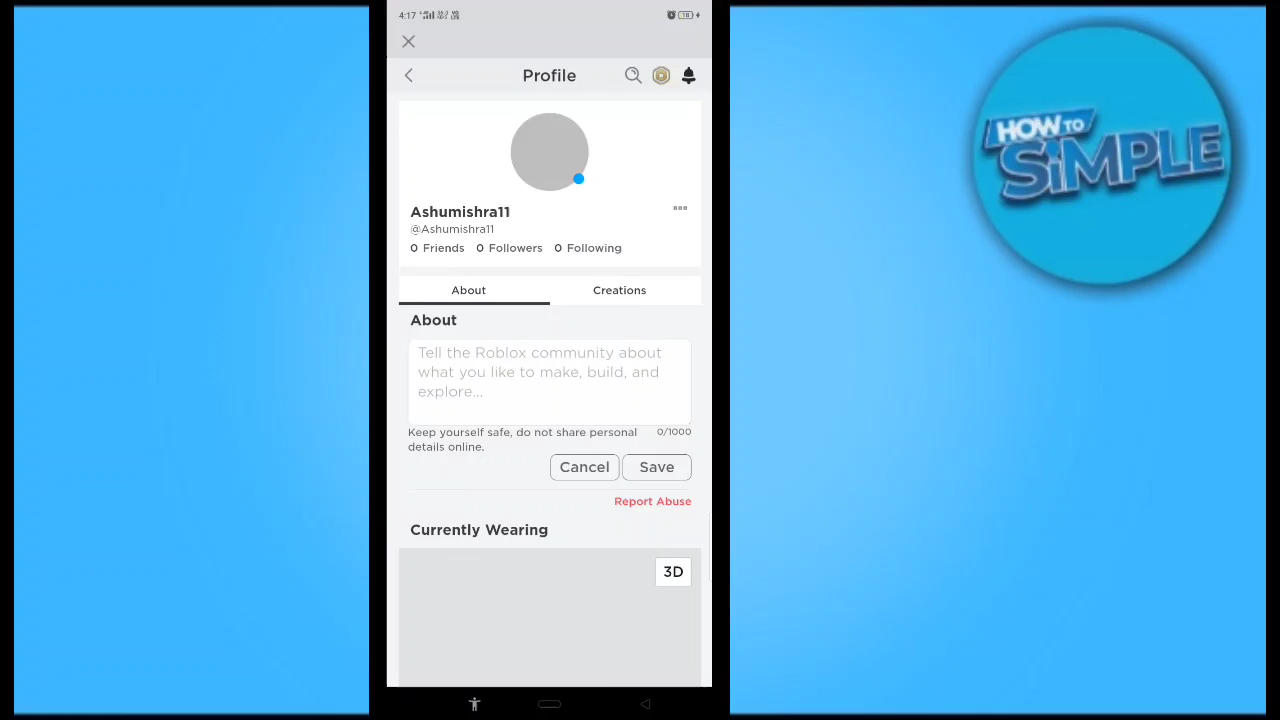 4:17
18
Profile
HOW TO
SiMPLE
Ashumishra11
@Ashumishra11
0 Friends 0 Followers 0 Following
About Creations
About
Tell the Roblox community about
what you like to make, build, and
explore...
Keep yourself safe, do not share personal
details online.
0/1000
Cancel Save
Report Abuse
Currently Wearing
3D